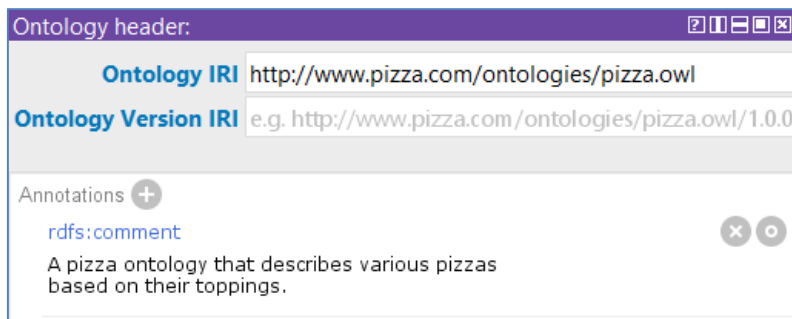 Ontology header:
Ontology IRI http://www.pizza.com/ontologies/pizza.owl
Ontology Version IRI e.g. http://www.pizza.com/ontologies/pizza.owl/1.0.0
Annotations
rdfs:comment
A pizza ontology that describes various pizzas
based on their toppings.